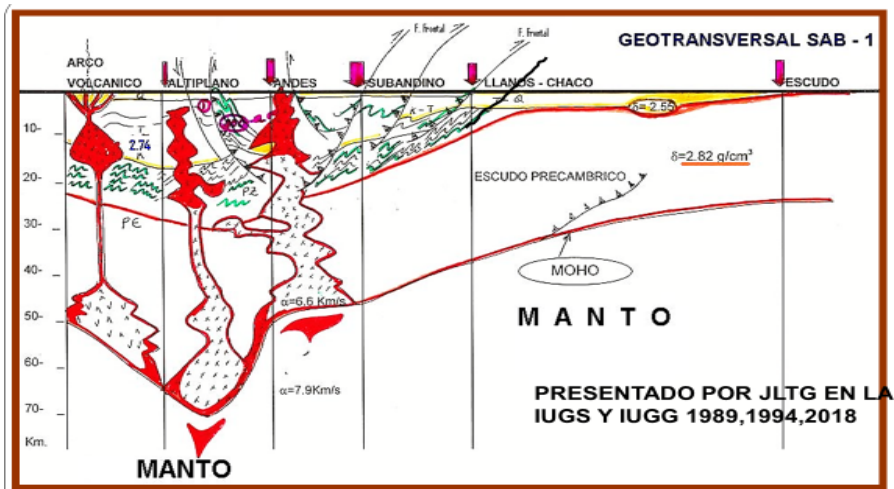 F. Frontal
F. Frontal
GEOTRANSVERSAL SAB - 1
ARCO
VOLCANICO
ALTIPLANO
ANDES
SUBANDINO
LLANOS - CHACO
ESCUDO
Q
Q
K - T
δ= 2.55
10-
T
2.74
K
δ=2.82 g/cm³
ESCUDO PRECAMBRICO
20-
PZ
30-
PE
40-
MOHO
α=6.6 Km/s
50-
M A N T O
60-
α=7.9Km/s
PRESENTADO POR JLTG EN LA
IUGS Y IUGG 1989,1994,2018
70-
Km.
MANTO